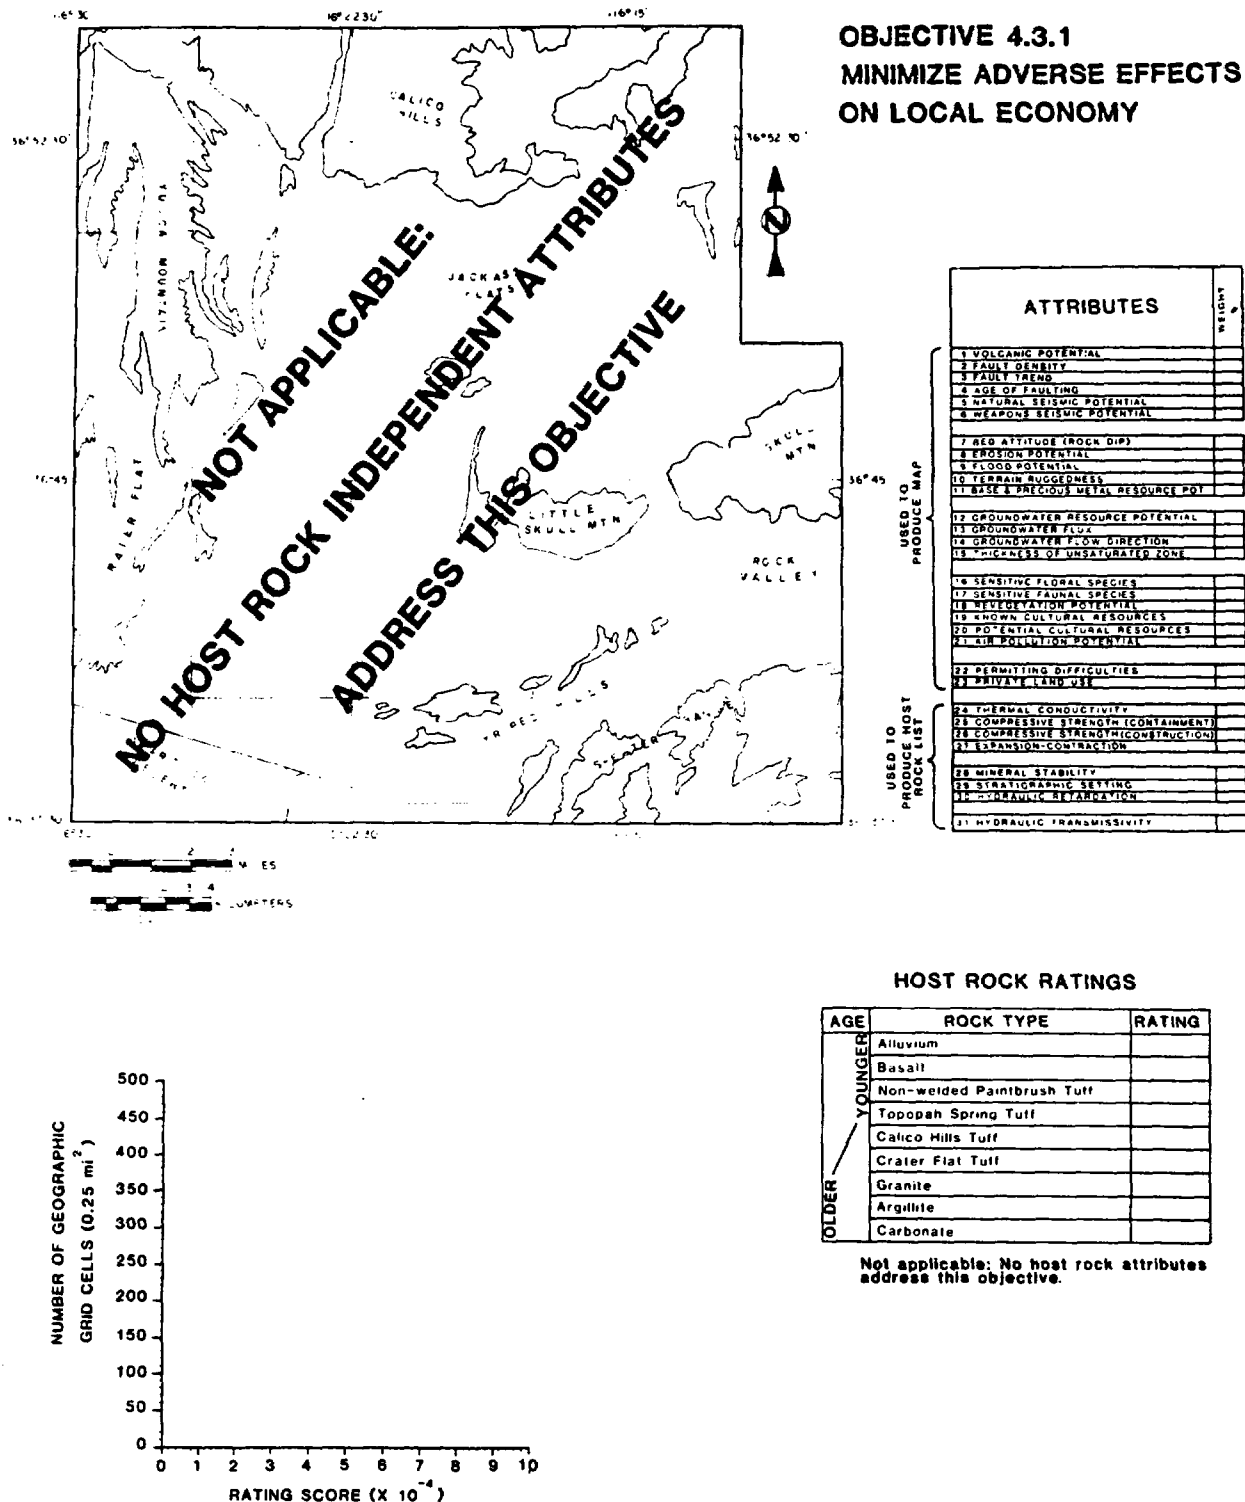 OBJECTIVE 4.3.1
MINIMIZE ADVERSE EFFECTS
ON LOCAL ECONOMY
36°52'30"
CALICO
HILLS
YUCCA MOUNTAIN
JACKASS
FLATS
NOT APPLICABLE:
NO HOST ROCK INDEPENDENT ATTRIBUTES
ADDRESS THIS OBJECTIVE
SKULL
MTN
36°45'
LITTLE
SKULL MTN
ROCK
VALLEY
SPECTER RANGE
MILES
ATTRIBUTES
WEIGHT
USED TO
PRODUCE MAP
1 VOLCANIC POTENTIAL
2 FAULT DENSITY
3 FAULT TREND
4 AGE OF FAULTING
5 NATURAL SEISMIC POTENTIAL
6 WEAPONS SEISMIC POTENTIAL
7 BED ATTITUDE (ROCK DIP)
8 EROSION POTENTIAL
9 FLOOD POTENTIAL
10 TERRAIN RUGGEDNESS
11 BASE & PRECIOUS METAL RESOURCE POT
12 GROUNDWATER RESOURCE POTENTIAL
13 GROUNDWATER FLUX
14 GROUNDWATER FLOW DIRECTION
15 THICKNESS OF UNSATURATED ZONE
16 SENSITIVE FLORAL SPECIES
17 SENSITIVE FAUNAL SPECIES
18 REVEGETATION POTENTIAL
19 KNOWN CULTURAL RESOURCES
20 POTENTIAL CULTURAL RESOURCES
21 AIR POLLUTION POTENTIAL
22 PERMITTING DIFFICULTIES
23 PRIVATE LAND USE
USED TO
PRODUCE HOST
ROCK LIST
24 THERMAL CONDUCTIVITY
25 COMPRESSIVE STRENGTH (CONTAINMENT)
26 COMPRESSIVE STRENGTH (CONSTRUCTION)
27 EXPANSION-CONTRACTION
28 MINERAL STABILITY
29 STRATIGRAPHIC SETTING
30 HYDRAULIC RETARDATION
31 HYDRAULIC TRANSMISSIVITY
HOST ROCK RATINGS
AGE ROCK TYPE RATING
OLDER YOUNGER
Alluvium
Basalt
Non-welded Paintbrush Tuff
Topopah Spring Tuff
Calico Hills Tuff
Crater Flat Tuff
Granite
Argillite
Carbonate
Not applicable: No host rock attributes
address this objective.
NUMBER OF GEOGRAPHIC
GRID CELLS (0.25 mi²)
500
450
400
350
300
250
200
150
100
50
0
0 1 2 3 4 5 6 7 8 9 10
RATING SCORE (X 10⁻⁴)